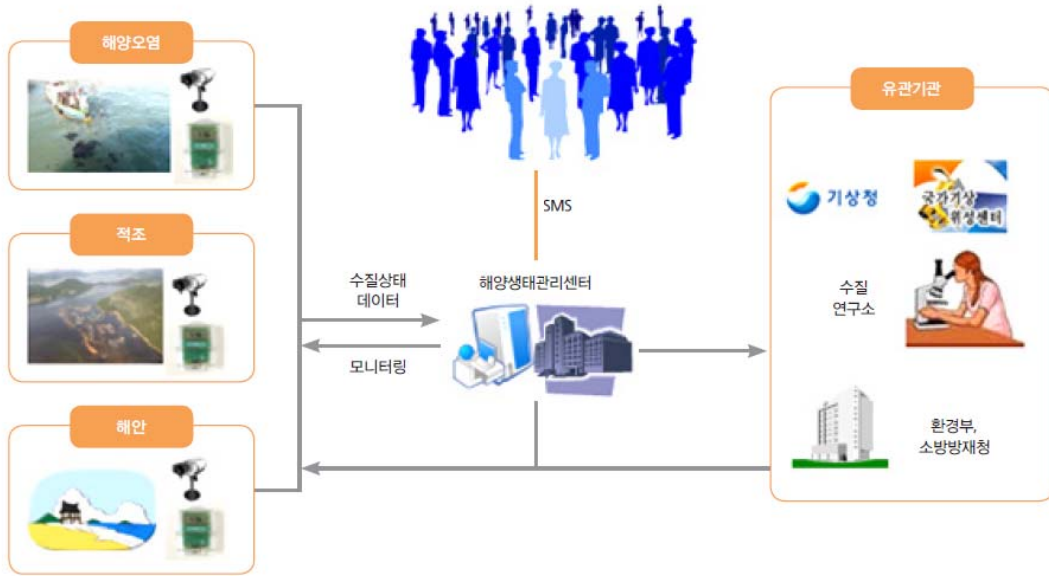 해양오염
적조
해안
수질상태
데이터
모니터링
SMS
해양생태관리센터
유관기관
기상청
국가기상
위성센터
수질
연구소
환경부,
소방방재청